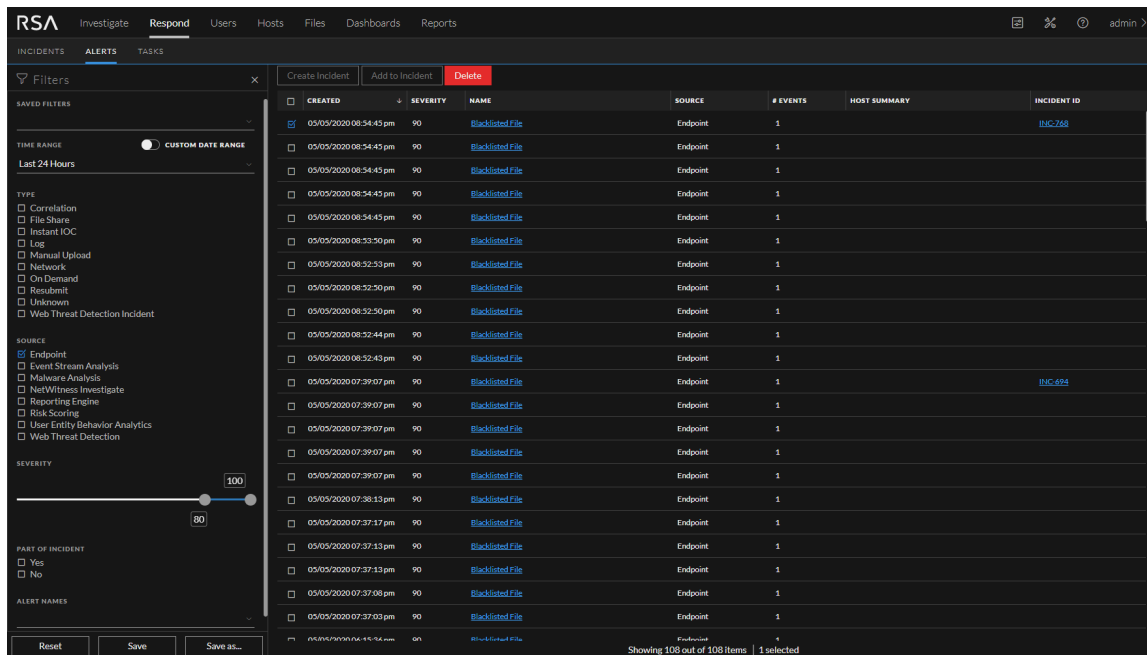 RSA Investigate Respond Users Hosts Files Dashboards Reports admin
INCIDENTS ALERTS TASKS
Filters
SAVED FILTERS
TIME RANGE CUSTOM DATE RANGE
Last 24 Hours
TYPE
Correlation
File Share
Instant IOC
Log
Manual Upload
Network
On Demand
Resubmit
Unknown
Web Threat Detection Incident
SOURCE
Endpoint
Event Stream Analysis
Malware Analysis
NetWitness Investigate
Reporting Engine
Risk Scoring
User Entity Behavior Analytics
Web Threat Detection
SEVERITY
100
80
PART OF INCIDENT
Yes
No
ALERT NAMES
Reset Save Save as...
Create Incident Add to Incident Delete
CREATED SEVERITY NAME SOURCE # EVENTS HOST SUMMARY INCIDENT ID
05/05/2020 08:54:45 pm 90 Blacklisted File Endpoint 1 INC-768
05/05/2020 08:54:45 pm 90 Blacklisted File Endpoint 1
05/05/2020 08:54:45 pm 90 Blacklisted File Endpoint 1
05/05/2020 08:54:45 pm 90 Blacklisted File Endpoint 1
05/05/2020 08:54:45 pm 90 Blacklisted File Endpoint 1
05/05/2020 08:53:50 pm 90 Blacklisted File Endpoint 1
05/05/2020 08:52:53 pm 90 Blacklisted File Endpoint 1
05/05/2020 08:52:50 pm 90 Blacklisted File Endpoint 1
05/05/2020 08:52:50 pm 90 Blacklisted File Endpoint 1
05/05/2020 08:52:44 pm 90 Blacklisted File Endpoint 1
05/05/2020 08:52:43 pm 90 Blacklisted File Endpoint 1
05/05/2020 07:39:07 pm 90 Blacklisted File Endpoint 1 INC-694
05/05/2020 07:39:07 pm 90 Blacklisted File Endpoint 1
05/05/2020 07:39:07 pm 90 Blacklisted File Endpoint 1
05/05/2020 07:39:07 pm 90 Blacklisted File Endpoint 1
05/05/2020 07:39:07 pm 90 Blacklisted File Endpoint 1
05/05/2020 07:38:13 pm 90 Blacklisted File Endpoint 1
05/05/2020 07:37:17 pm 90 Blacklisted File Endpoint 1
05/05/2020 07:37:13 pm 90 Blacklisted File Endpoint 1
05/05/2020 07:37:13 pm 90 Blacklisted File Endpoint 1
05/05/2020 07:37:08 pm 90 Blacklisted File Endpoint 1
05/05/2020 07:37:03 pm 90 Blacklisted File Endpoint 1
05/05/2020 06:15:36 pm 90 Blacklisted File Endpoint 1
Showing 108 out of 108 items | 1 selected